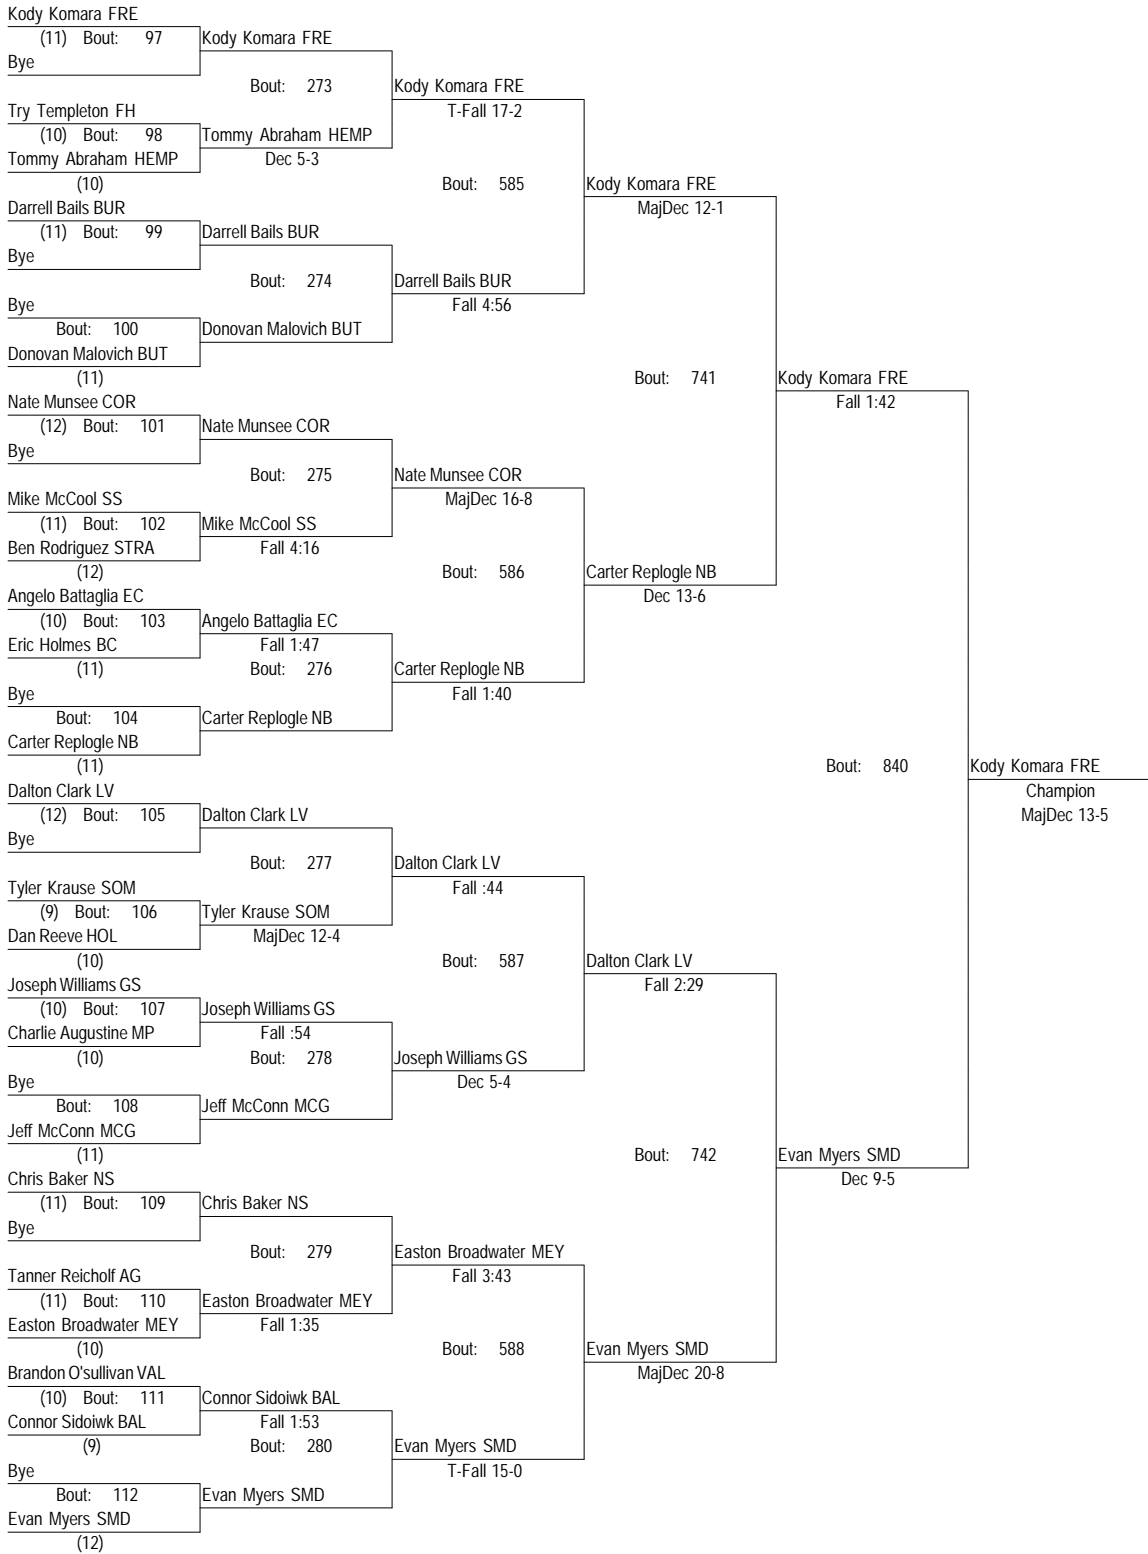 Kody Komara FRE
(11) Bout: 97 Kody Komara FRE
Bye
Bout: 273 Kody Komara FRE
T-Fall 17-2
Try Templeton FH
(10) Bout: 98 Tommy Abraham HEMP
Tommy Abraham HEMP Dec 5-3
(10) Bout: 585 Kody Komara FRE
MajDec 12-1
Darrell Bails BUR
(11) Bout: 99 Darrell Bails BUR
Bye
Bout: 274 Darrell Bails BUR
Bye Fall 4:56
Bout: 100 Donovan Malovich BUT
Donovan Malovich BUT
(11) Bout: 741 Kody Komara FRE
Nate Munsee COR Fall 1:42
(12) Bout: 101 Nate Munsee COR
Bye
Bout: 275 Nate Munsee COR
Mike McCool SS MajDec 16-8
(11) Bout: 102 Mike McCool SS
Ben Rodriguez STRA Fall 4:16
(12) Bout: 586 Carter Replogle NB
Angelo Battaglia EC Dec 13-6
(10) Bout: 103 Angelo Battaglia EC
Eric Holmes BC Fall 1:47
(11) Bout: 276 Carter Replogle NB
Bye Fall 1:40
Bout: 104 Carter Replogle NB
Carter Replogle NB
(11) Bout: 840 Kody Komara FRE
Dalton Clark LV Champion
(12) Bout: 105 Dalton Clark LV MajDec 13-5
Bye
Bout: 277 Dalton Clark LV
Tyler Krause SOM Fall :44
(9) Bout: 106 Tyler Krause SOM
Dan Reeve HOL MajDec 12-4
(10) Bout: 587 Dalton Clark LV
Joseph Williams GS Fall 2:29
(10) Bout: 107 Joseph Williams GS
Charlie Augustine MP Fall :54
(10) Bout: 278 Joseph Williams GS
Bye Dec 5-4
Bout: 108 Jeff McConn MCG
Jeff McConn MCG
(11) Bout: 742 Evan Myers SMD
Chris Baker NS Dec 9-5
(11) Bout: 109 Chris Baker NS
Bye
Bout: 279 Easton Broadwater MEY
Tanner Reicholf AG Fall 3:43
(11) Bout: 110 Easton Broadwater MEY
Easton Broadwater MEY Fall 1:35
(10) Bout: 588 Evan Myers SMD
Brandon O'sullivan VAL MajDec 20-8
(10) Bout: 111 Connor Sidoiwk BAL
Connor Sidoiwk BAL Fall 1:53
(9) Bout: 280 Evan Myers SMD
Bye T-Fall 15-0
Bout: 112 Evan Myers SMD
Evan Myers SMD
(12)